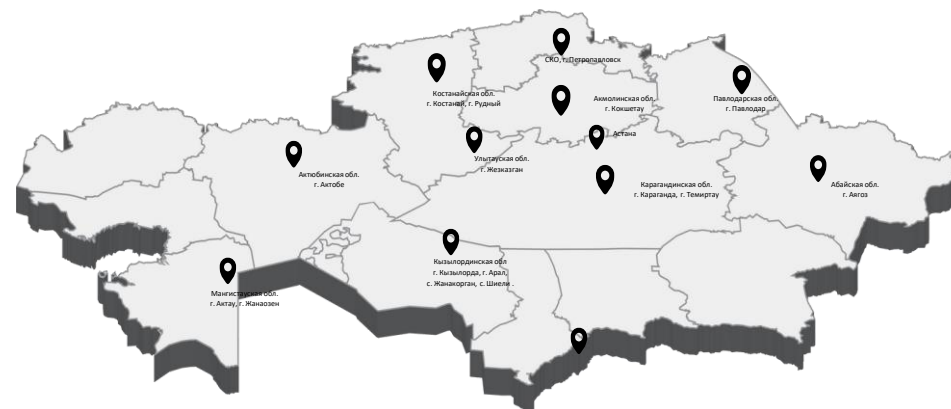 СКО, г. Петропавловск
Костанайская обл.
г. Костанай, г. Рудный
Акмолинская обл.
г. Кокшетау
Павлодарская обл.
г. Павлодар
Астана
Улытауская обл.
г. Жезказган
Актюбинская обл.
г. Актобе
Карагандинская обл.
г. Караганда, г. Темиртау
Абайская обл.
г. Аягоз
Кызылординская обл
г. Кызылорда, г. Арал,
с. Жанакорган, с. Шиели .
Мангистауская обл.
г. Актау, г. Жанаозен